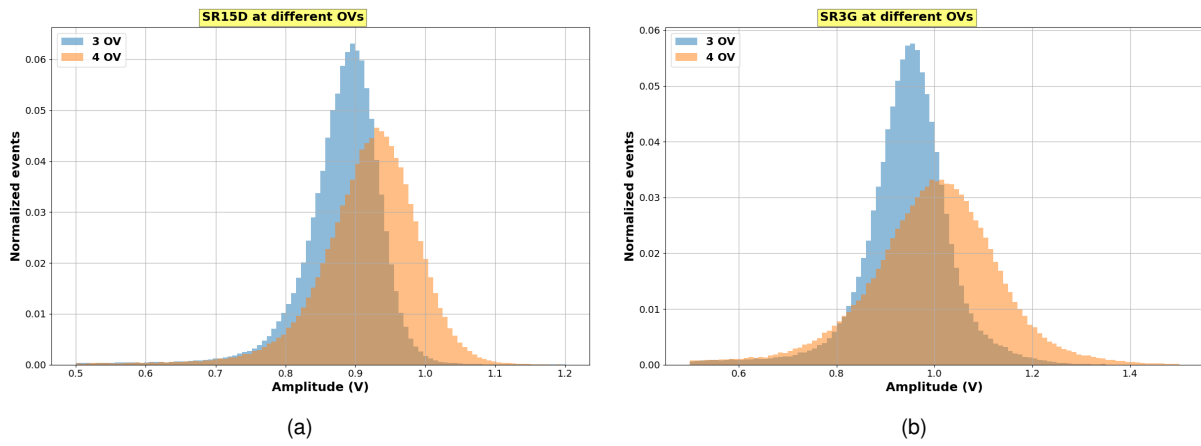 SR15D at different OVs
3 OV
4 OV
0.06
0.05
0.04
0.03
0.02
0.01
0.00
Normalized events
0.5 0.6 0.7 0.8 0.9 1.0 1.1 1.2
Amplitude (V)
(a)
SR3G at different OVs
3 OV
4 OV
0.06
0.05
0.04
0.03
0.02
0.01
0.00
Normalized events
0.6 0.8 1.0 1.2 1.4
Amplitude (V)
(b)